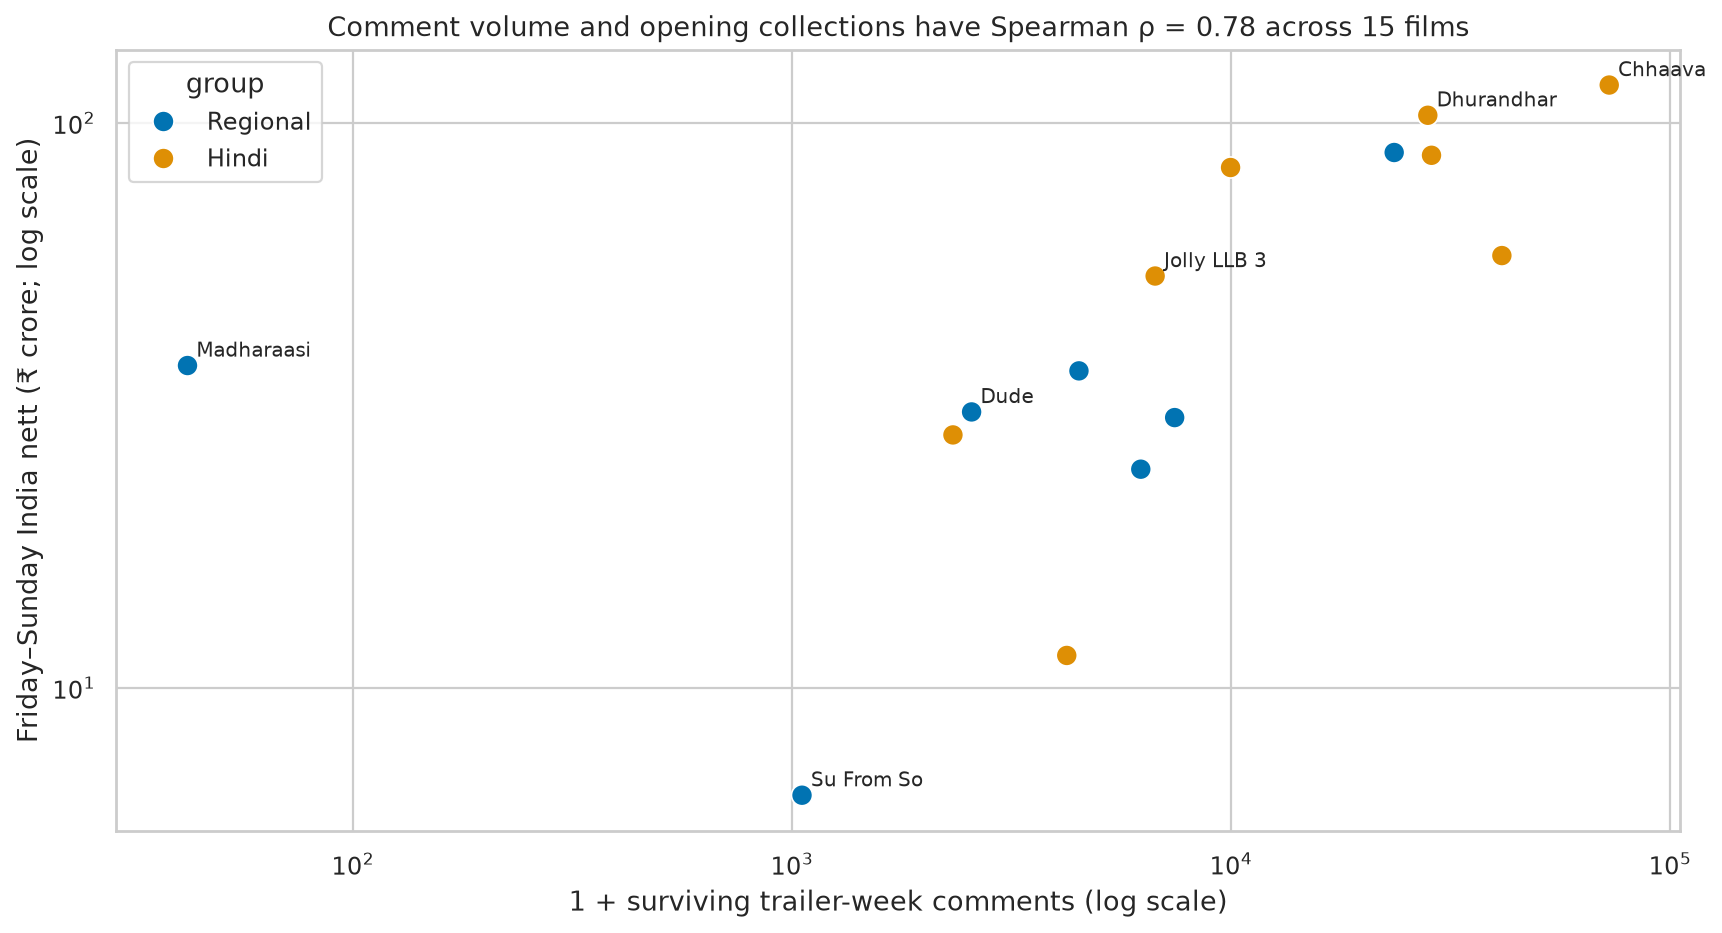 Comment volume and opening collections have Spearman ρ = 0.78 across 15 films
group
Regional
Hindi
Chhaava
Dhurandhar
Jolly LLB 3
Madharaasi
Dude
Su From So
10²
10¹
Friday–Sunday India nett (₹ crore; log scale)
10² 10³ 10⁴ 10⁵
1 + surviving trailer-week comments (log scale)